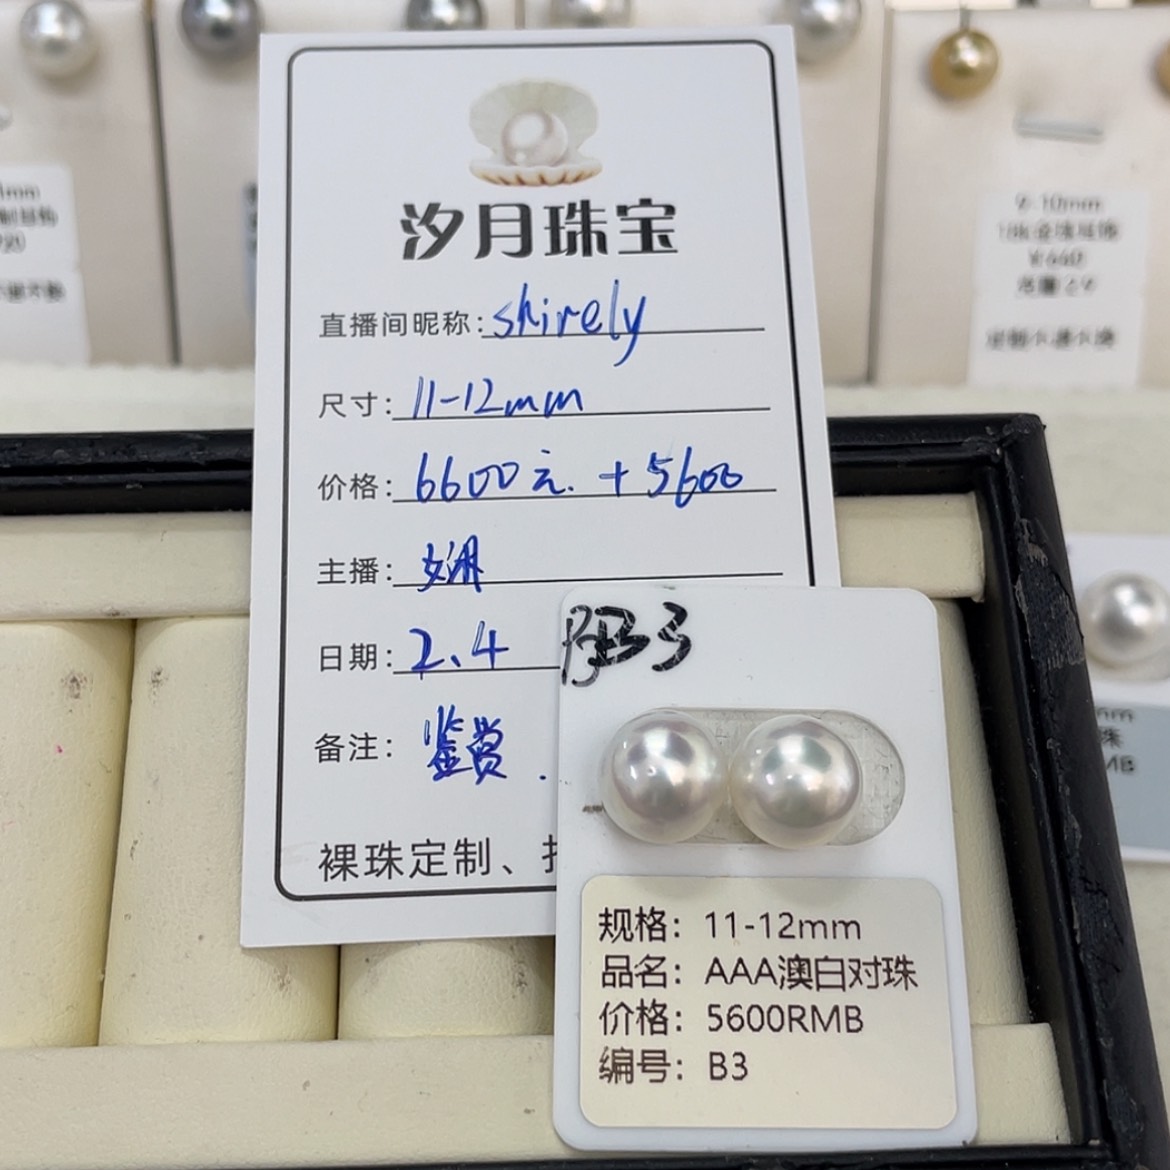 汐月珠宝
直播间昵称: shirely
尺寸: 11-12mm
价格: 6600元. +5600
主播:
日期: 2.4
备注: 鉴赏.
裸珠定制、
B3
规格: 11-12mm
品名: AAA澳白对珠
价格: 5600RMB
编号: B3
9-10mm